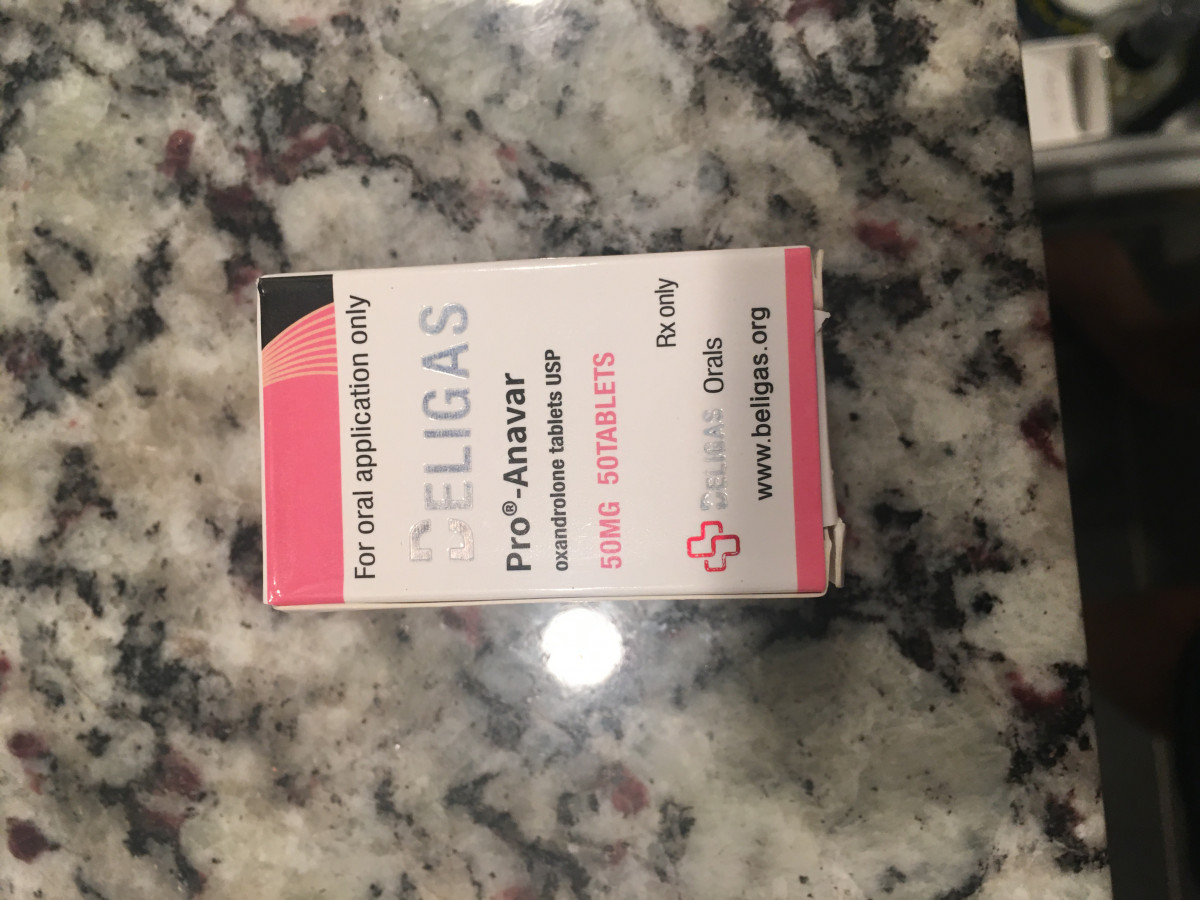 For oral application only
BELIGAS
Pro®-Anavar
oxandrolone tablets USP
50MG 50TABLETS
Rx only
BELIGAS Orals
www.beligas.org